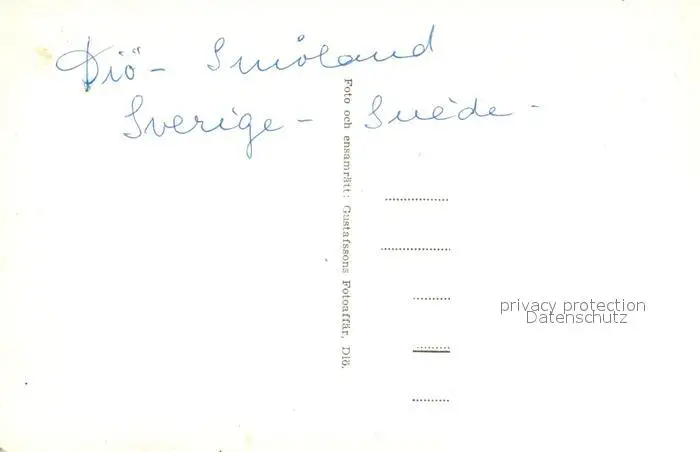 Diö - Småland
Sverige - Suède -
Foto och ensamrätt: Gustafssons Fotoaffär, Diö.
privacy protection
Datenschutz